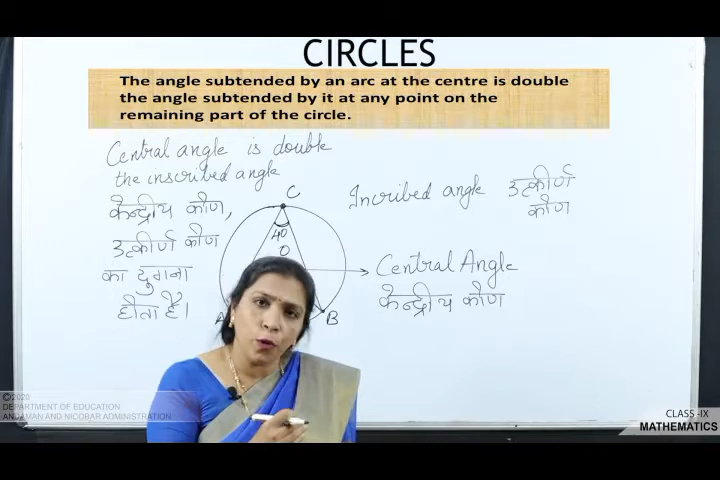 CIRCLES
The angle subtended by an arc at the centre is double
the angle subtended by it at any point on the
remaining part of the circle.
Central angle is double
the inscribed angle
केन्द्रीय कौण,
उत्कीर्ण कौण
का दुगना
हौता है।
C
40
O
A
B
Incribed angle उत्कीर्ण
कौण
Central Angle
केन्द्रीय कौण
©2020
DEPARTMENT OF EDUCATION
ANDAMAN AND NICOBAR ADMINISTRATION
CLASS -IX
MATHEMATICS